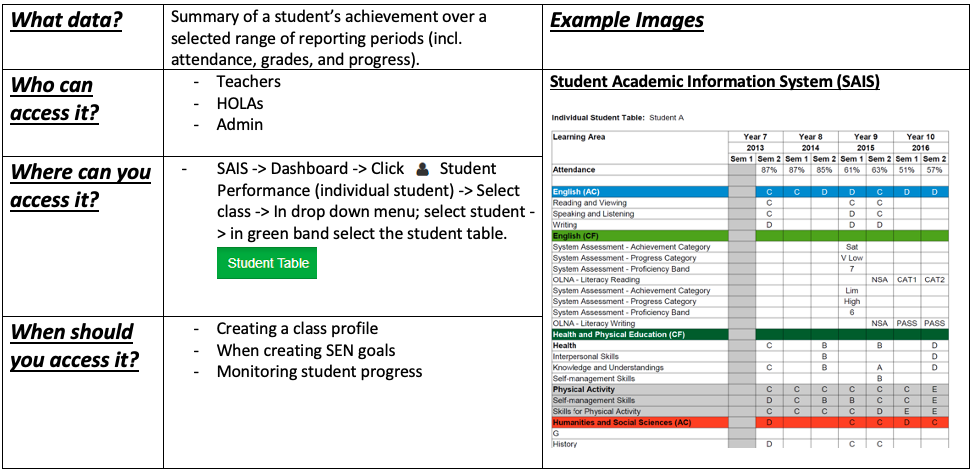 What data?
Summary of a student’s achievement over a
selected range of reporting periods (incl.
attendance, grades, and progress).
Example Images
Who can
access it?
- Teachers
- HOLAs
- Admin
Where can you
access it?
- SAIS -> Dashboard -> Click Student
Performance (individual student) -> Select
class -> In drop down menu; select student -
> in green band select the student table.
Student Table
When should
you access it?
- Creating a class profile
- When creating SEN goals
- Monitoring student progress
Student Academic Information System (SAIS)
Individual Student Table: Student A
Learning Area Year 7 Year 8 Year 9 Year 10
2013 2014 2015 2016
Sem 1 Sem 2 Sem 1 Sem 2 Sem 1 Sem 2 Sem 1 Sem 2
Attendance 87% 87% 85% 61% 63% 51% 57%
English (AC) C C D D C D D
Reading and Viewing C C C
Speaking and Listening C D C
Writing D D D
English (CF)
System Assessment - Achievement Category Sat
System Assessment - Progress Category V Low
System Assessment - Proficiency Band 7
OLNA - Literacy Reading NSA CAT1 CAT2
System Assessment - Achievement Category Lim
System Assessment - Progress Category High
System Assessment - Proficiency Band 6
OLNA - Literacy Writing NSA PASS PASS
Health and Physical Education (CF)
Health C B B D
Interpersonal Skills B D
Knowledge and Understandings C B A D
Self-management Skills B
Physical Activity C C C C C C E
Self-management Skills D C B B C C E
Skills for Physical Activity C C C C D E E
Humanities and Social Sciences (AC) D C C D C
G
History D C C